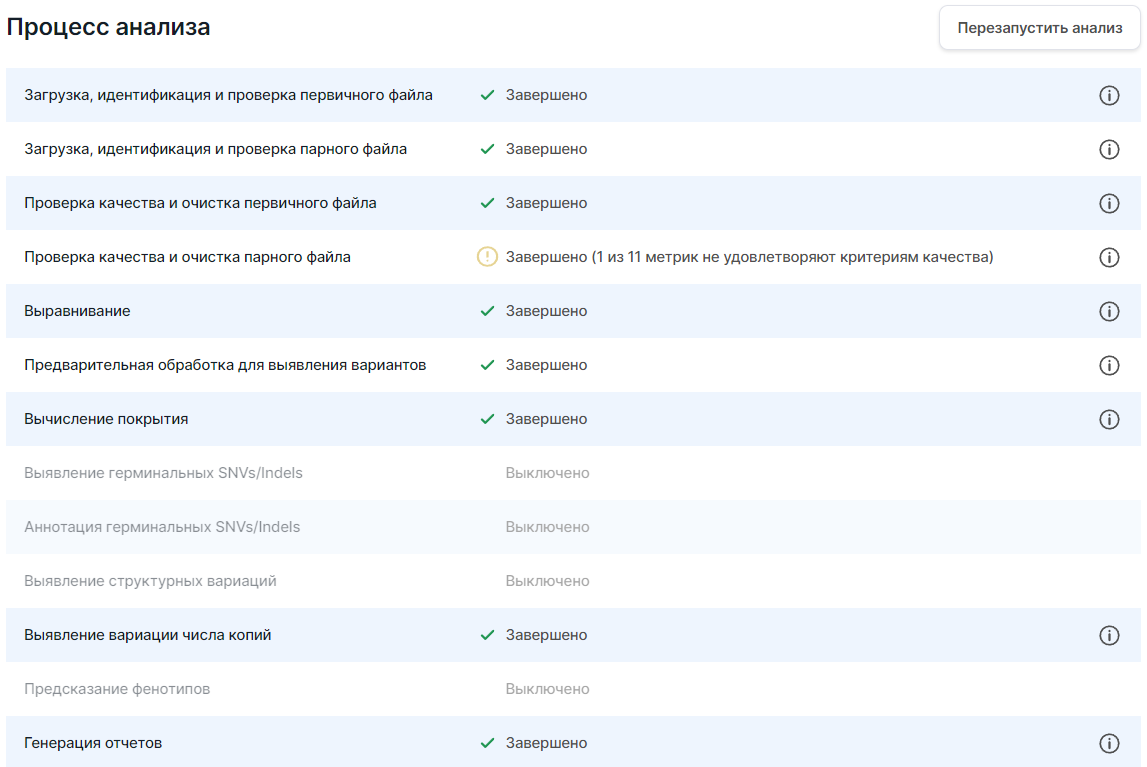 Процесс анализа
Перезапустить анализ
Загрузка, идентификация и проверка первичного файла Завершено
Загрузка, идентификация и проверка парного файла Завершено
Проверка качества и очистка первичного файла Завершено
Проверка качества и очистка парного файла Завершено (1 из 11 метрик не удовлетворяют критериям качества)
Выравнивание Завершено
Предварительная обработка для выявления вариантов Завершено
Вычисление покрытия Завершено
Выявление герминальных SNVs/Indels Выключено
Аннотация герминальных SNVs/Indels Выключено
Выявление структурных вариаций Выключено
Выявление вариации числа копий Завершено
Предсказание фенотипов Выключено
Генерация отчетов Завершено